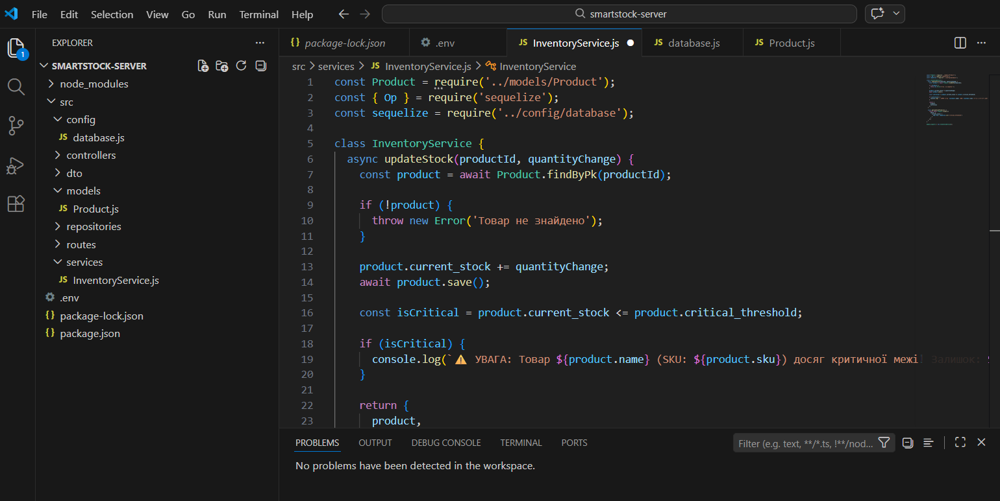 File Edit Selection View Go Run Terminal Help smartstock-server
EXPLORER
SMARTSTOCK-SERVER
node_modules
src
config
JS database.js
controllers
dto
models
JS Product.js
repositories
routes
services
JS InventoryService.js
.env
{} package-lock.json
{} package.json
1
{} package-lock.json .env JS InventoryService.js JS database.js JS Product.js
src > services > JS InventoryService.js > InventoryService
1 const Product = require('../models/Product');
2 const { Op } = require('sequelize');
3 const sequelize = require('../config/database');
4
5 class InventoryService {
6 async updateStock(productId, quantityChange) {
7 const product = await Product.findByPk(productId);
8
9 if (!product) {
10 throw new Error('Товар не знайдено');
11 }
12
13 product.current_stock += quantityChange;
14 await product.save();
15
16 const isCritical = product.current_stock <= product.critical_threshold;
17
18 if (isCritical) {
19 console.log(`⚠️ УВАГА: Товар ${product.name} (SKU: ${product.sku}) досяг критичної межі! Залишок:
20 }
21
22 return {
23 product,
PROBLEMS OUTPUT DEBUG CONSOLE TERMINAL PORTS Filter (e.g. text, **/*.ts, !**/nod...
No problems have been detected in the workspace.